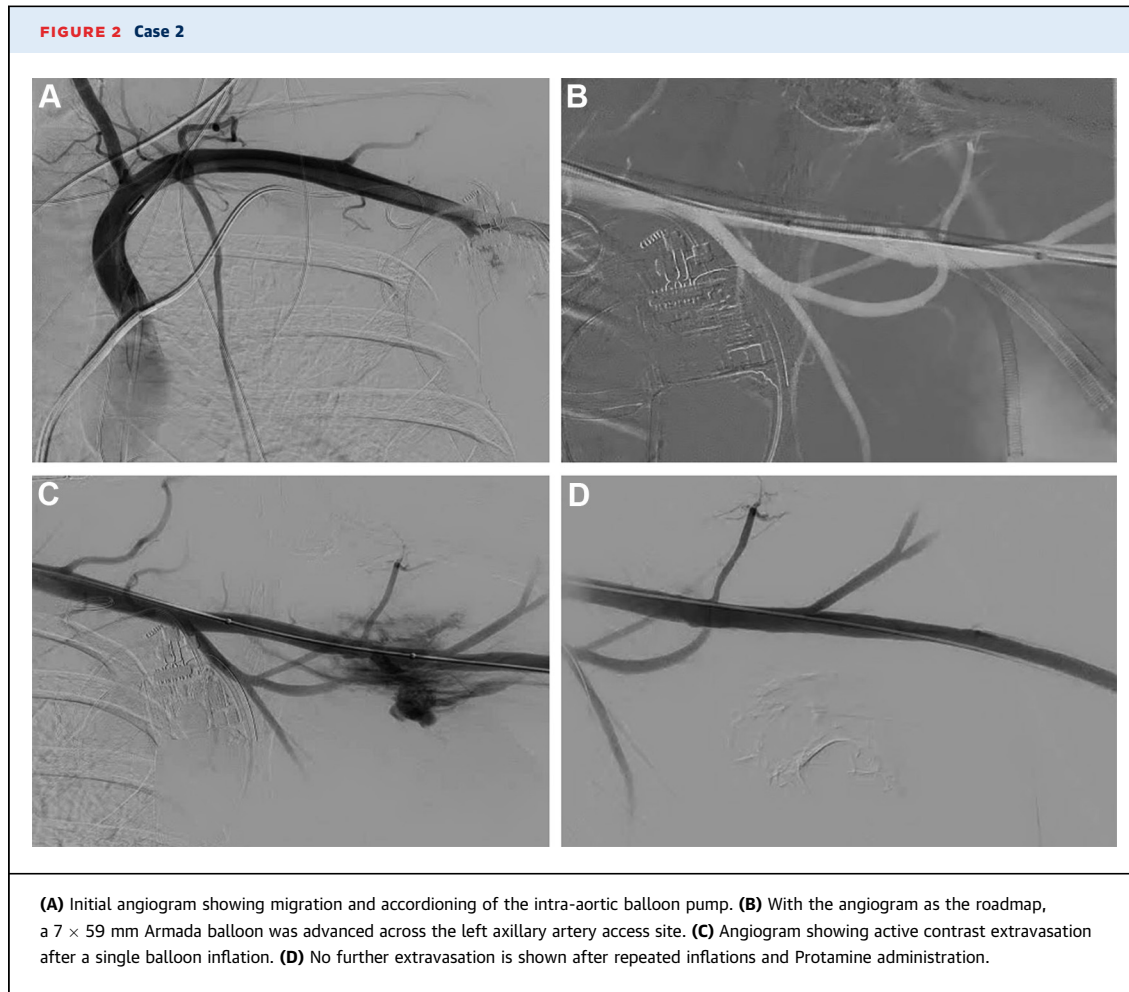 FIGURE 2 Case 2
A
B
C
D
(A) Initial angiogram showing migration and accordioning of the intra-aortic balloon pump. (B) With the angiogram as the roadmap,
a 7 × 59 mm Armada balloon was advanced across the left axillary artery access site. (C) Angiogram showing active contrast extravasation
after a single balloon inflation. (D) No further extravasation is shown after repeated inflations and Protamine administration.